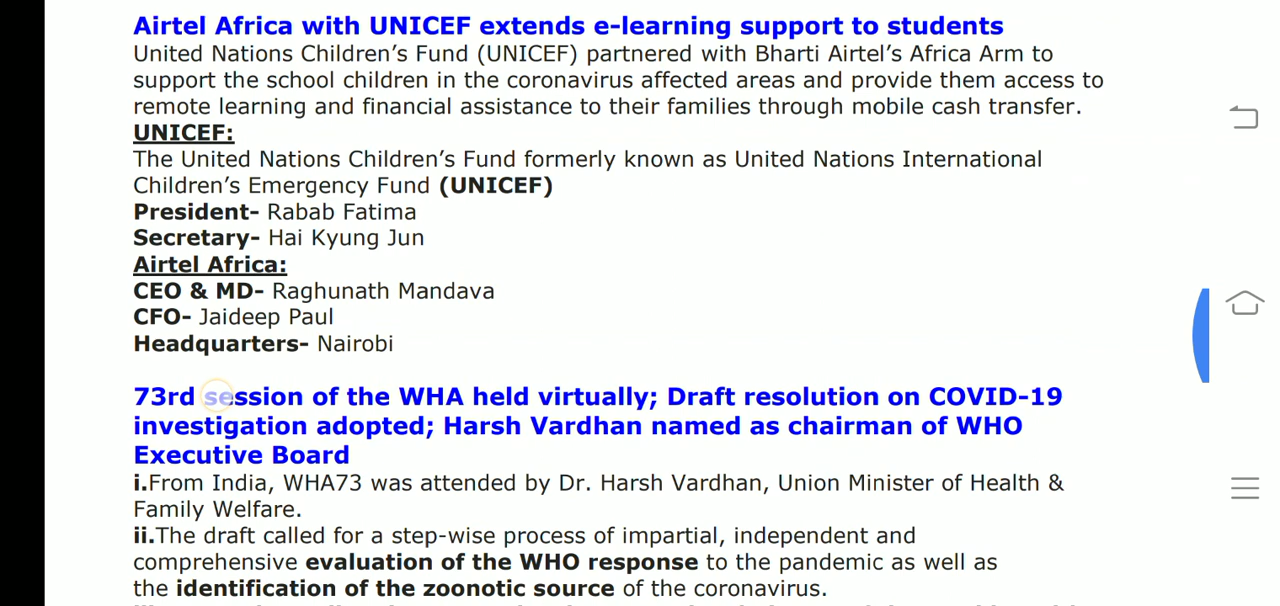 Airtel Africa with UNICEF extends e-learning support to students
United Nations Children's Fund (UNICEF) partnered with Bharti Airtel's Africa Arm to
support the school children in the coronavirus affected areas and provide them access to
remote learning and financial assistance to their families through mobile cash transfer.
UNICEF:
The United Nations Children's Fund formerly known as United Nations International
Children's Emergency Fund (UNICEF)
President- Rabab Fatima
Secretary- Hai Kyung Jun
Airtel Africa:
CEO & MD- Raghunath Mandava
CFO- Jaideep Paul
Headquarters- Nairobi
73rd session of the WHA held virtually; Draft resolution on COVID-19
investigation adopted; Harsh Vardhan named as chairman of WHO
Executive Board
i.From India, WHA73 was attended by Dr. Harsh Vardhan, Union Minister of Health &
Family Welfare.
ii.The draft called for a step-wise process of impartial, independent and
comprehensive evaluation of the WHO response to the pandemic as well as
the identification of the zoonotic source of the coronavirus.